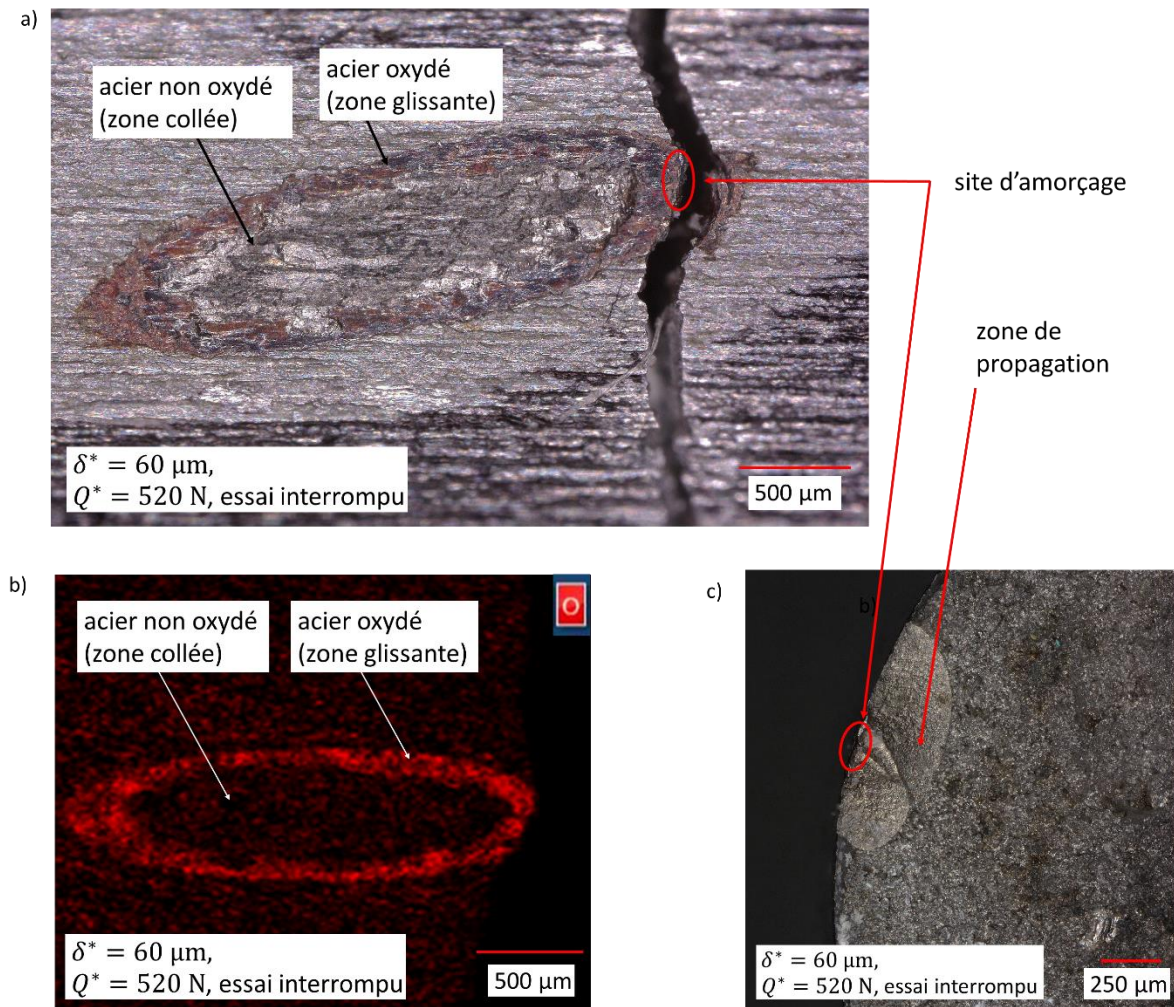 a)
acier non oxydé
(zone collée)
acier oxydé
(zone glissante)
site d'amorçage
zone de
propagation
δ* = 60 μm,
Q* = 520 N, essai interrompu
500 μm
b)
acier non oxydé
(zone collée)
acier oxydé
(zone glissante)
O
δ* = 60 μm,
Q* = 520 N, essai interrompu
500 μm
c)
b)
δ* = 60 μm,
Q* = 520 N, essai interrompu
250 μm